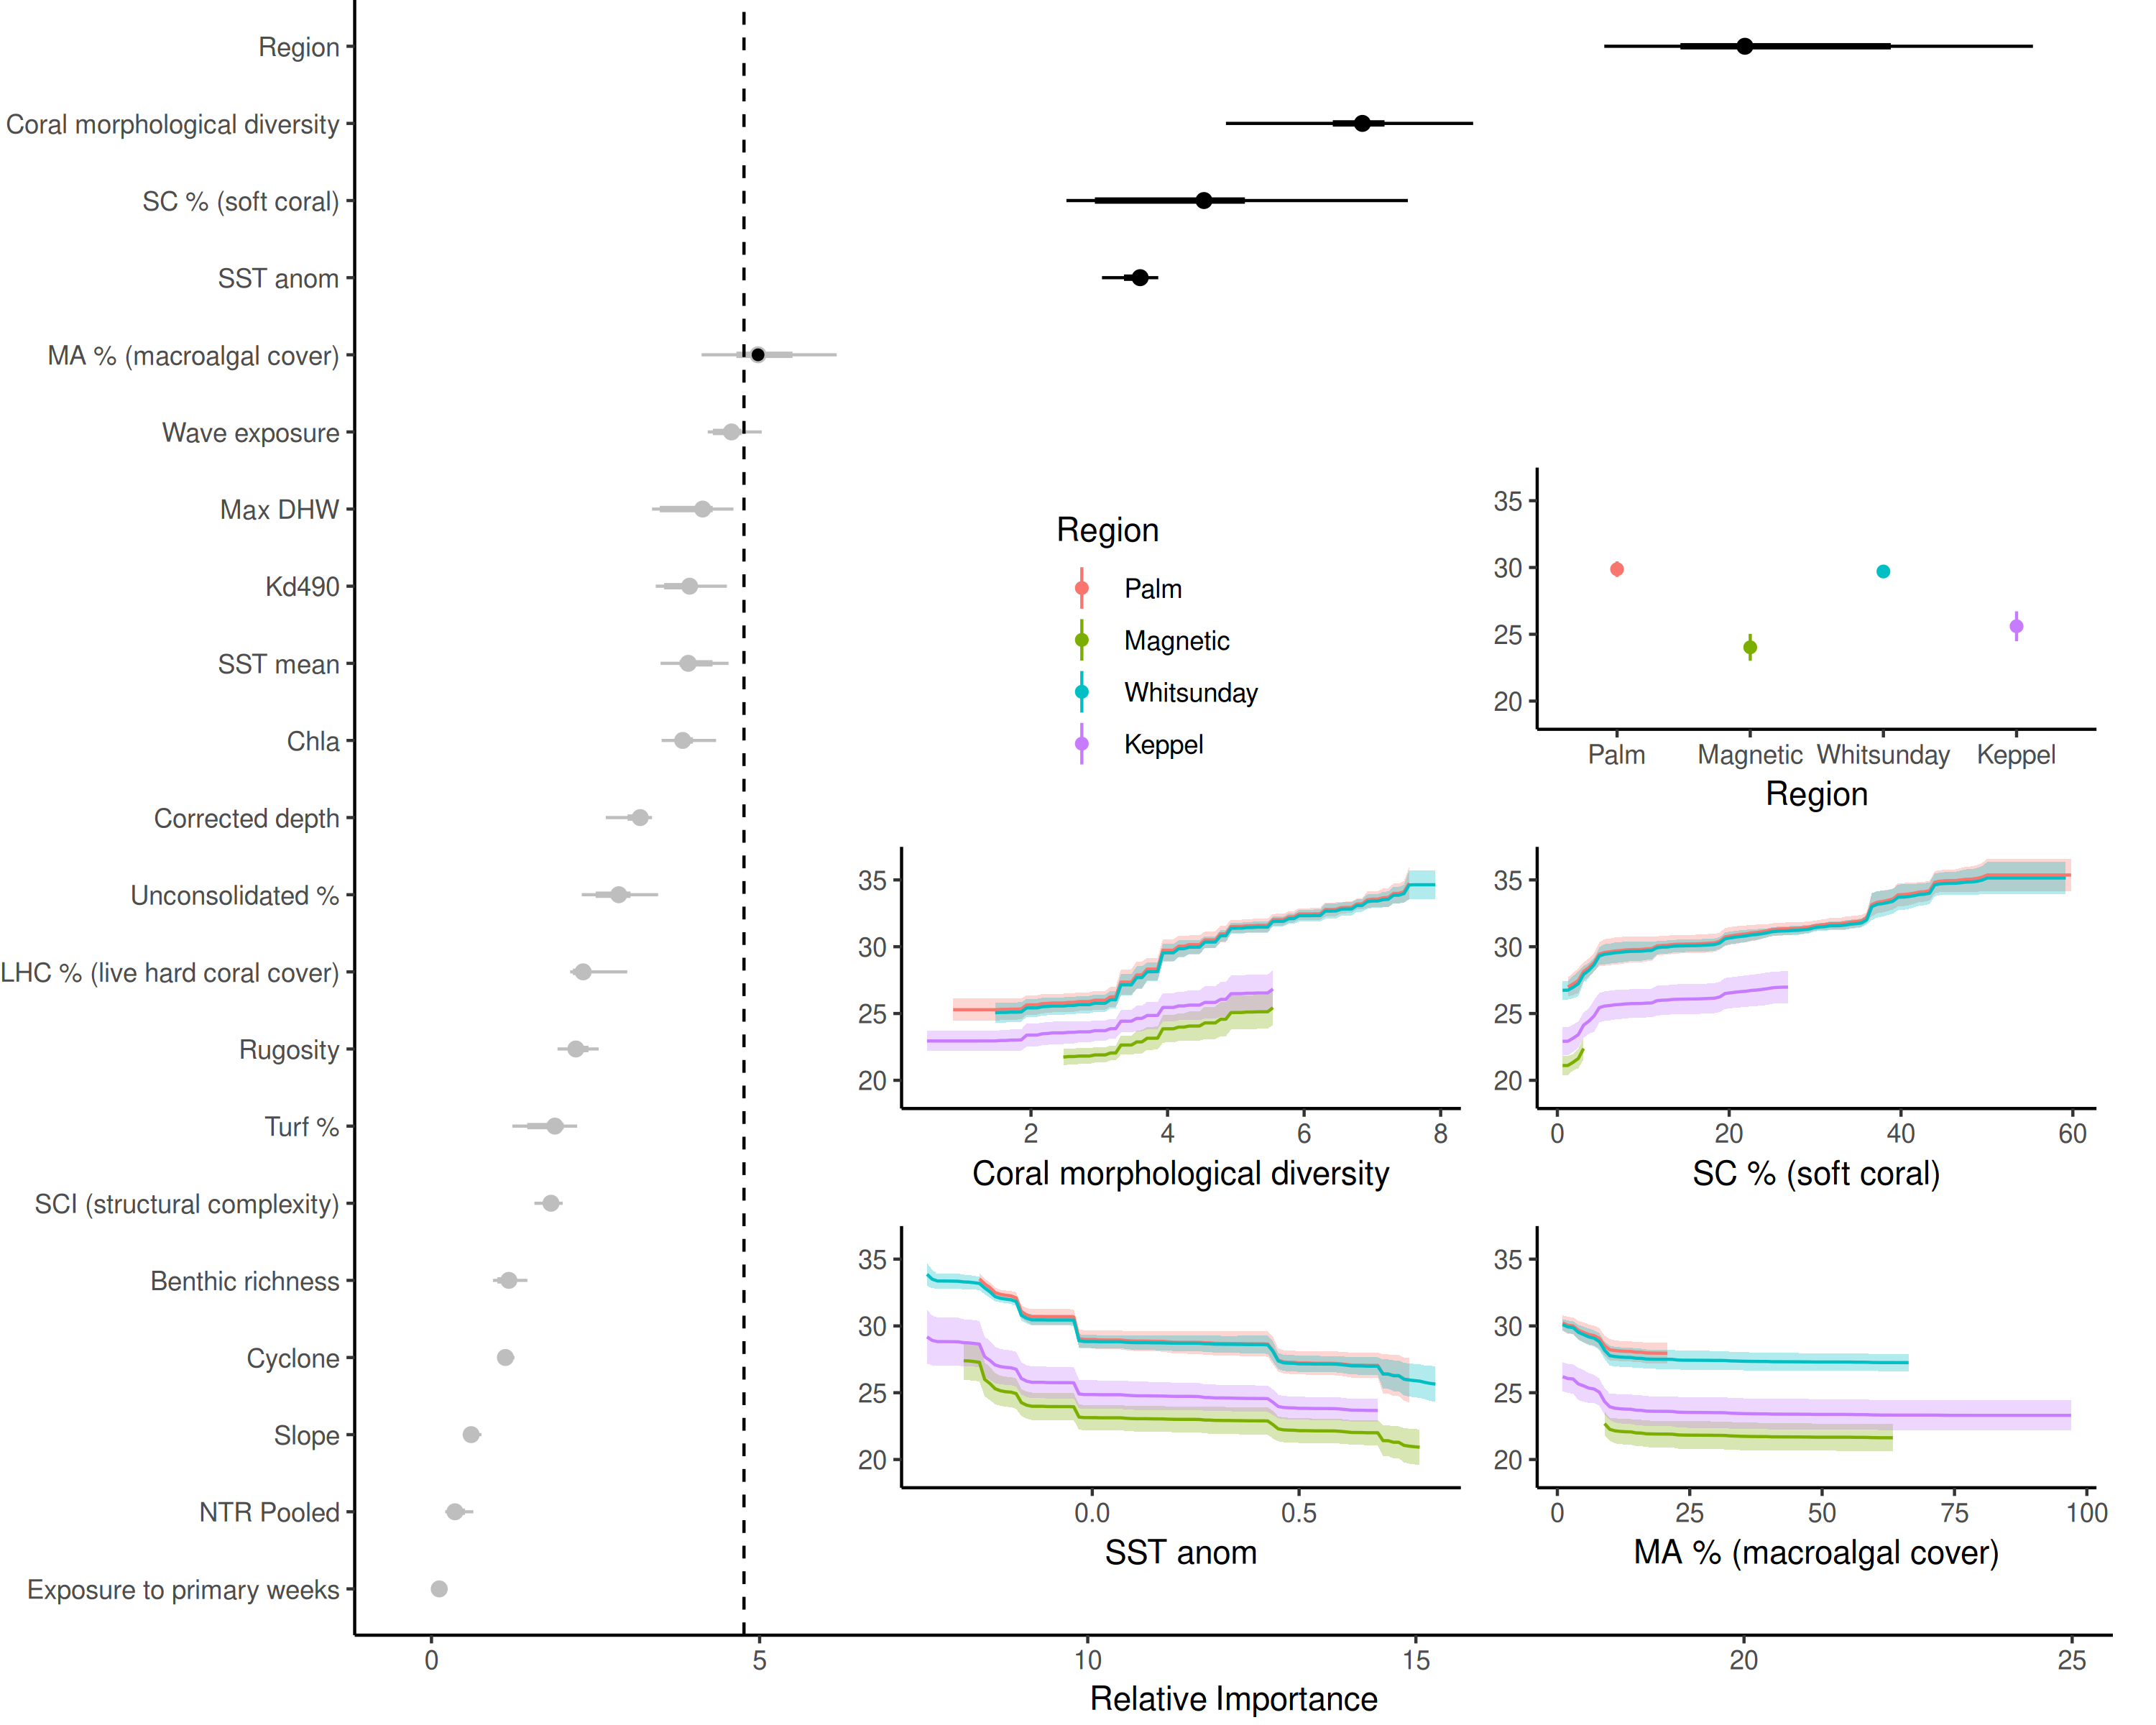 Region
Coral morphological diversity
SC % (soft coral)
SST anom
MA % (macroalgal cover)
Wave exposure
Max DHW
Kd490
SST mean
Chla
Corrected depth
Unconsolidated %
LHC % (live hard coral cover)
Rugosity
Turf %
SCI (structural complexity)
Benthic richness
Cyclone
Slope
NTR Pooled
Exposure to primary weeks
0 5 10 15 20 25
Relative Importance
Region
Palm
Magnetic
Whitsunday
Keppel
35
30
25
20
Palm Magnetic Whitsunday Keppel
Region
35
30
25
20
2 4 6 8
Coral morphological diversity
35
30
25
20
0 20 40 60
SC % (soft coral)
35
30
25
20
0.0 0.5
SST anom
35
30
25
20
0 25 50 75 100
MA % (macroalgal cover)